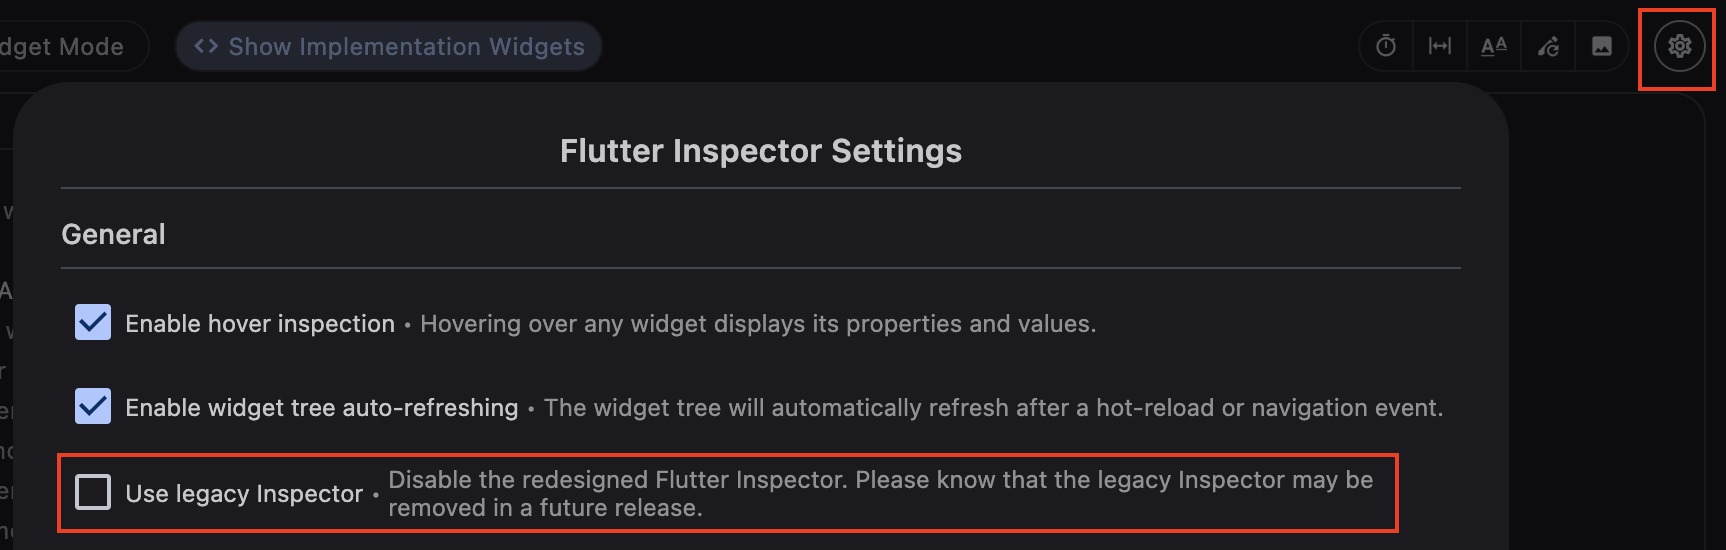 dget Mode
<> Show Implementation Widgets
AA
Flutter Inspector Settings
General
Enable hover inspection • Hovering over any widget displays its properties and values.
Enable widget tree auto-refreshing • The widget tree will automatically refresh after a hot-reload or navigation event.
Use legacy Inspector • Disable the redesigned Flutter Inspector. Please know that the legacy Inspector may be
removed in a future release.